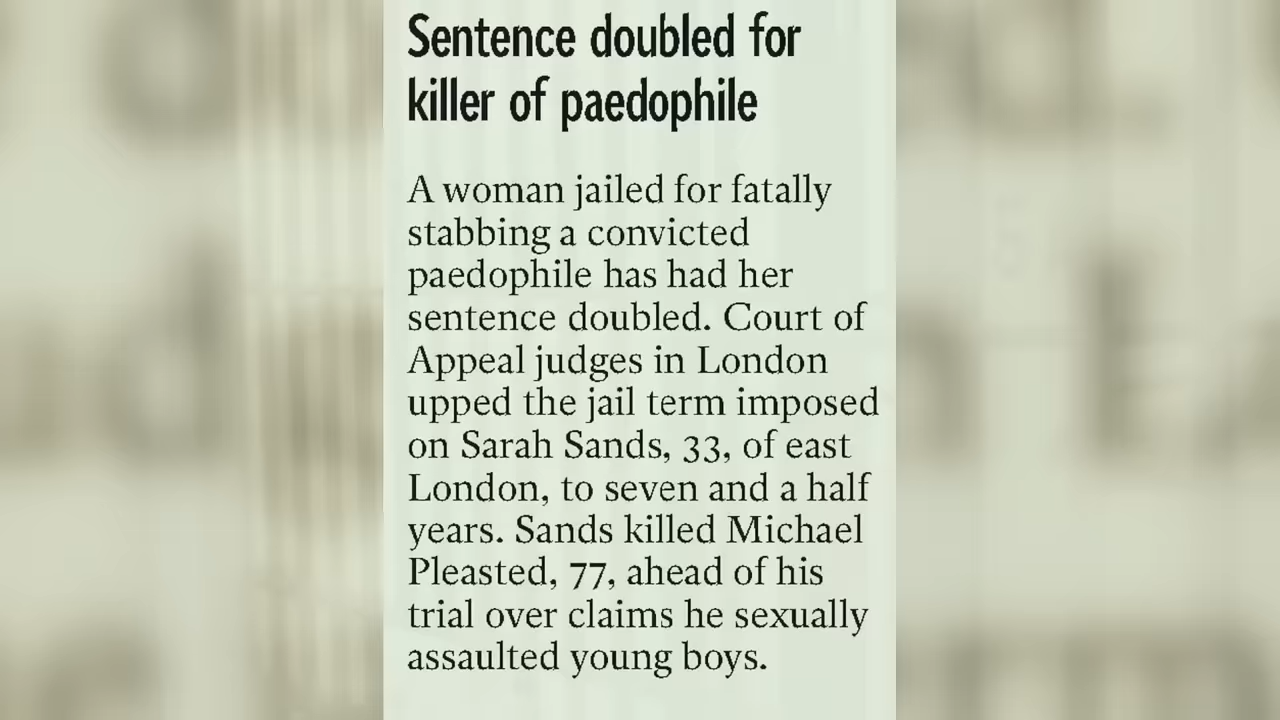 Sentence doubled for
killer of paedophile
A woman jailed for fatally
stabbing a convicted
paedophile has had her
sentence doubled. Court of
Appeal judges in London
upped the jail term imposed
on Sarah Sands, 33, of east
London, to seven and a half
years. Sands killed Michael
Pleasted, 77, ahead of his
trial over claims he sexually
assaulted young boys.